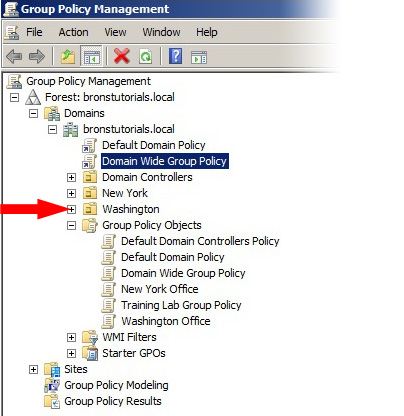 Group Policy Management
File Action View Window Help
Group Policy Management
Forest: bronstutorials.local
Domains
bronstutorials.local
Default Domain Policy
Domain Wide Group Policy
Domain Controllers
New York
Washington
Group Policy Objects
Default Domain Controllers Policy
Default Domain Policy
Domain Wide Group Policy
New York Office
Training Lab Group Policy
Washington Office
WMI Filters
Starter GPOs
Sites
Group Policy Modeling
Group Policy Results